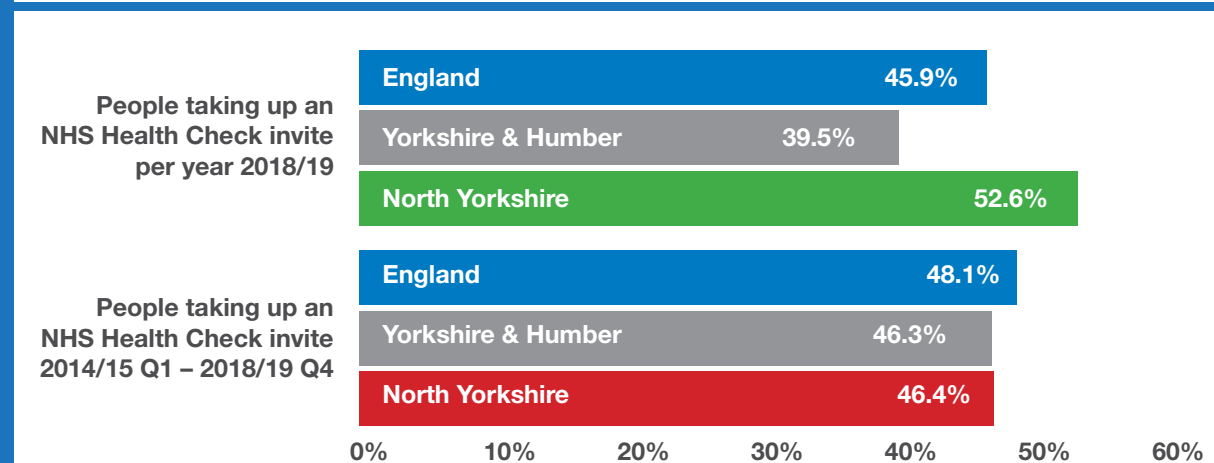 People taking up an
NHS Health Check invite
per year 2018/19
England 45.9%
Yorkshire & Humber 39.5%
North Yorkshire 52.6%
People taking up an
NHS Health Check invite
2014/15 Q1 – 2018/19 Q4
England 48.1%
Yorkshire & Humber 46.3%
North Yorkshire 46.4%
0% 10% 20% 30% 40% 50% 60%